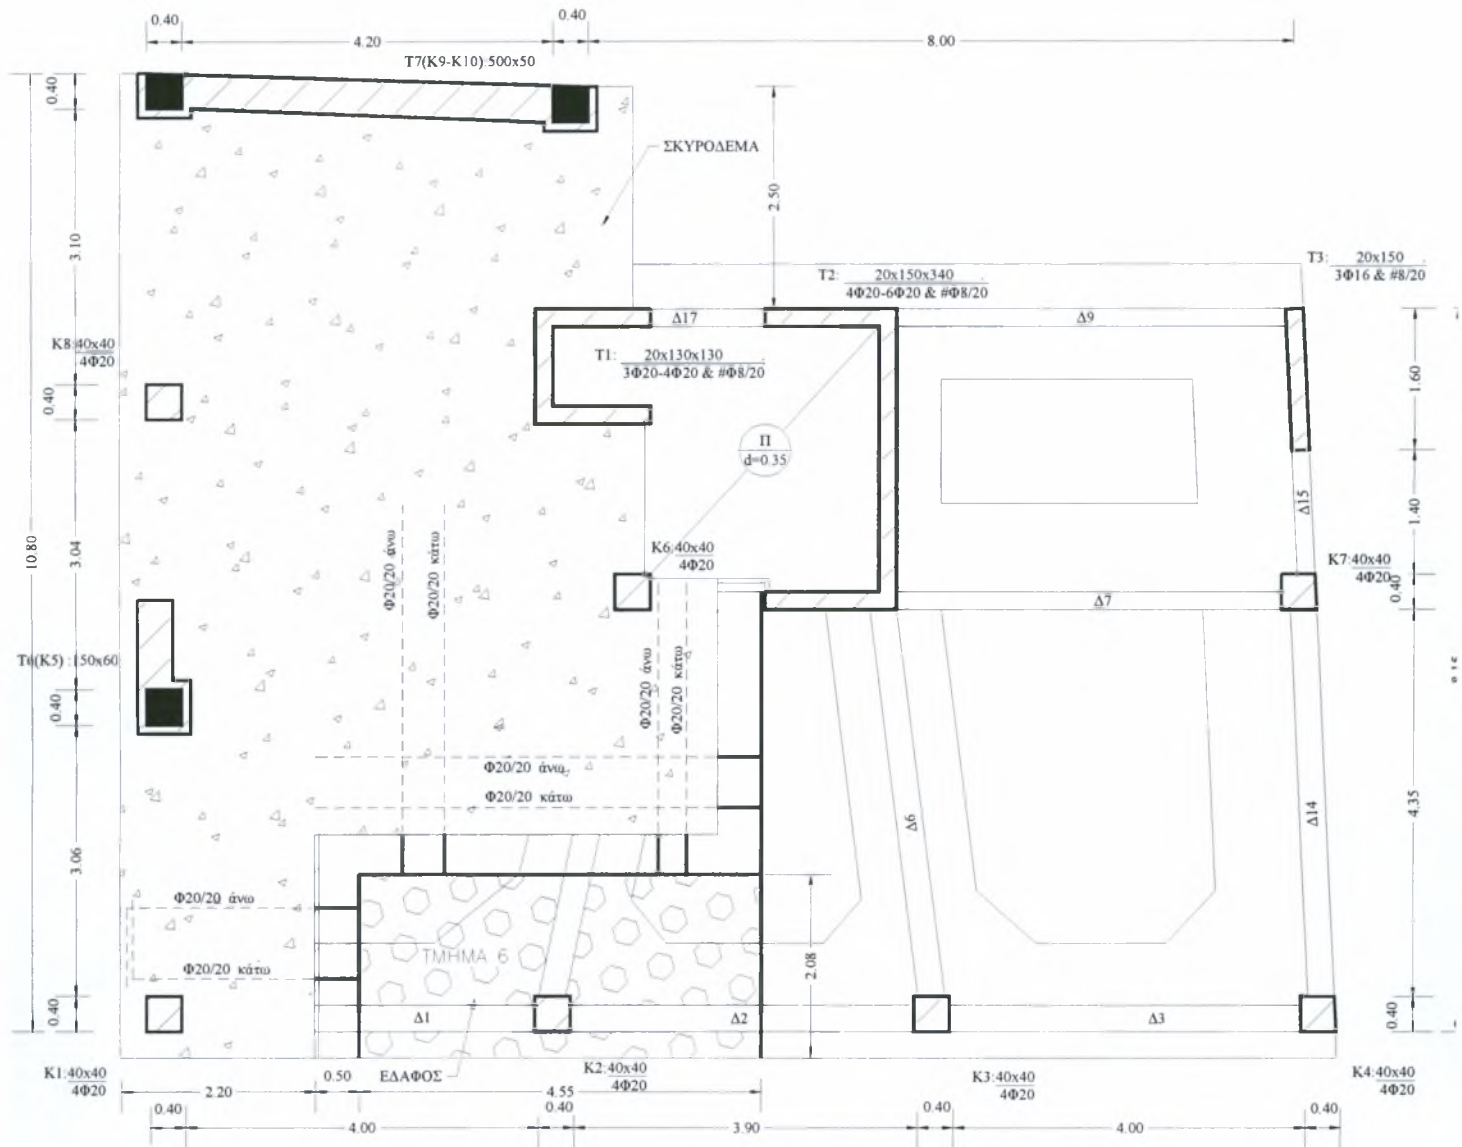 0.40
0.40
4.20
8.00
T7(K9-K10):500x50
0.40
ΣΚΥΡΟΔΕΜΑ
2.50
3.10
T2: 20x150x340
4Φ20-6Φ20 & #Φ8/20
T3: 20x150
3Φ16 & #8/20
Δ17
Δ9
K8:40x40
4Φ20
T1: 20x130x130
3Φ20-4Φ20 & #Φ8/20
0.40
1.60
Π
d=0.35
10.80
3.04
Φ20/20 άνω
Φ20/20 κάτω
K6:40x40
4Φ20
Δ15
1.40
K7:40x40
4Φ20
0.40
Δ7
T6(K5) :150x60
0.40
Φ20/20 άνω
Φ20/20 κάτω
Φ20/20 άνω
Φ20/20 κάτω
Δ6
Δ14
4.35
3.06
Φ20/20 άνω
ΤΜΗΜΑ 6
2.08
Φ20/20 κάτω
0.40
Δ1
Δ2
Δ3
0.40
K1:40x40
4Φ20
2.20
0.50
ΕΔΑΦΟΣ
4.55
K2:40x40
4Φ20
K3:40x40
4Φ20
K4:40x40
4Φ20
0.40
4.00
0.40
3.90
0.40
4.00
0.40